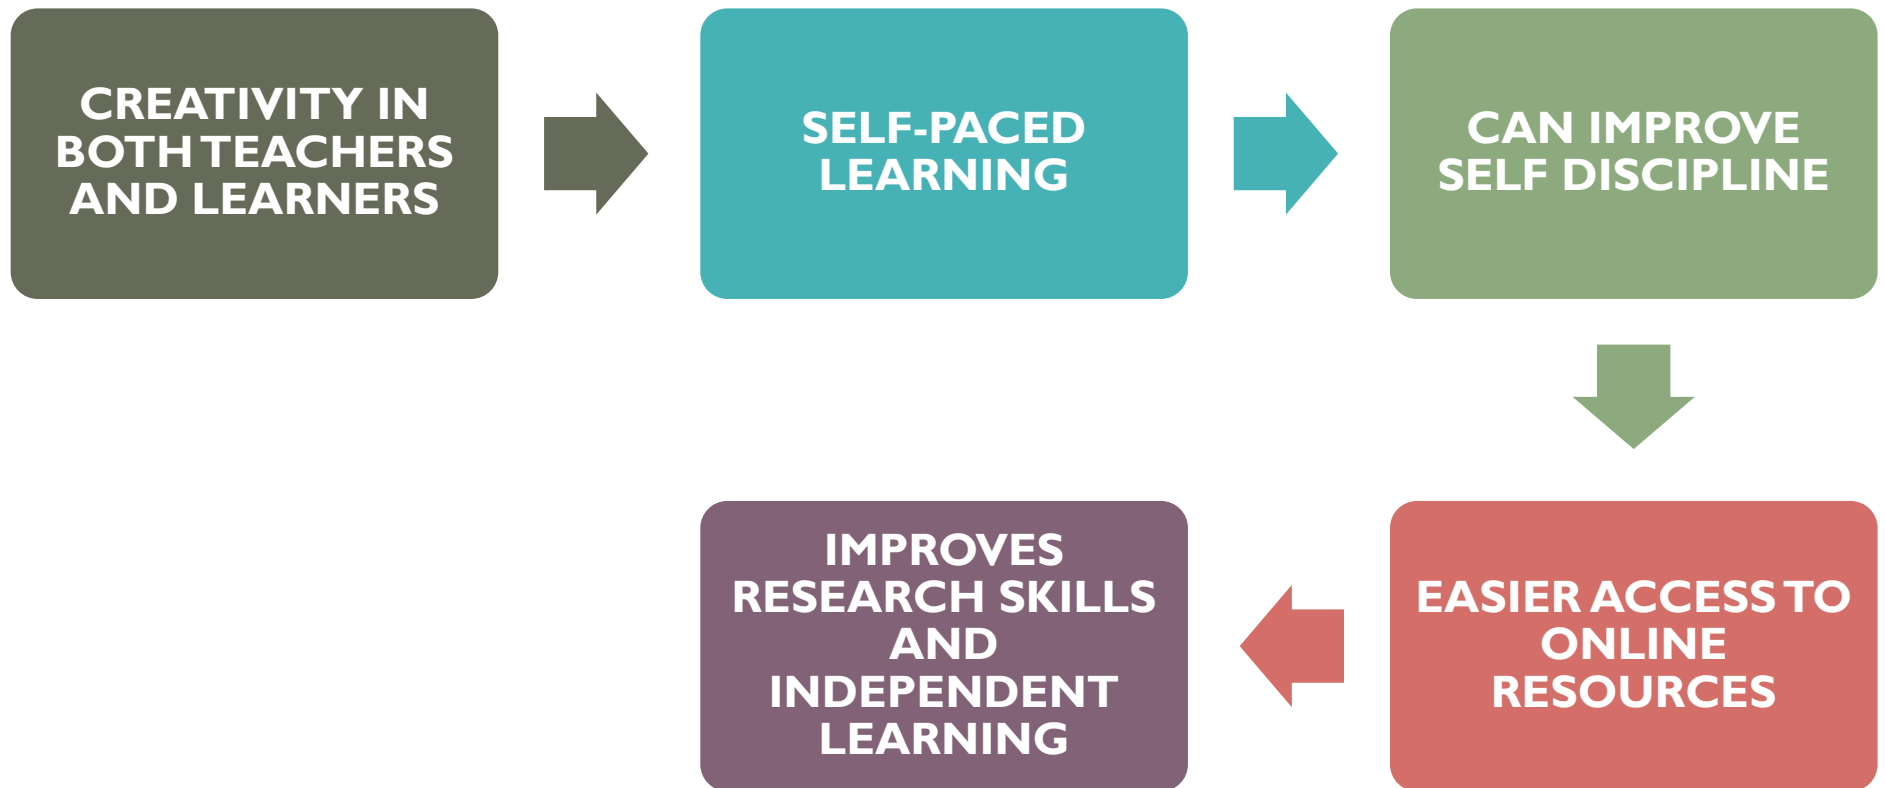 CREATIVITY IN
BOTH TEACHERS
AND LEARNERS
SELF-PACED
LEARNING
CAN IMPROVE
SELF DISCIPLINE
EASIER ACCESS TO
ONLINE
RESOURCES
IMPROVES
RESEARCH SKILLS
AND
INDEPENDENT
LEARNING